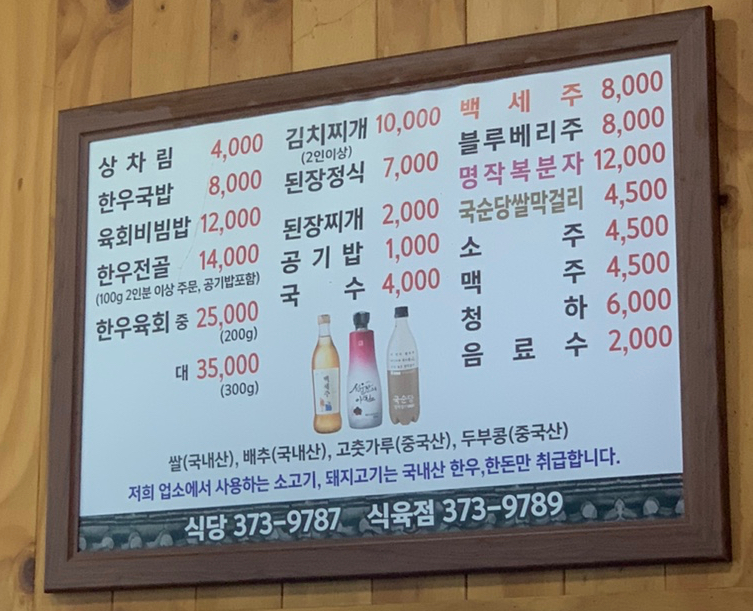 상차림 4,000
한우국밥 8,000
육회비빔밥 12,000
한우전골 14,000
(100g 2인분 이상 주문, 공기밥포함)
한우육회 중 25,000
(200g)
대 35,000
(300g)
김치찌개 10,000
(2인이상)
된장정식 7,000
된장찌개 2,000
공기밥 1,000
국수 4,000
백세주 8,000
블루베리주 8,000
명작복분자 12,000
국순당쌀막걸리 4,500
소주 4,500
맥주 4,500
청하 6,000
음료수 2,000
백세주
국순당
쌀(국내산), 배추(국내산), 고춧가루(중국산), 두부콩(중국산)
저희 업소에서 사용하는 소고기, 돼지고기는 국내산 한우,한돈만 취급합니다.
식당 373-9787 식육점 373-9789